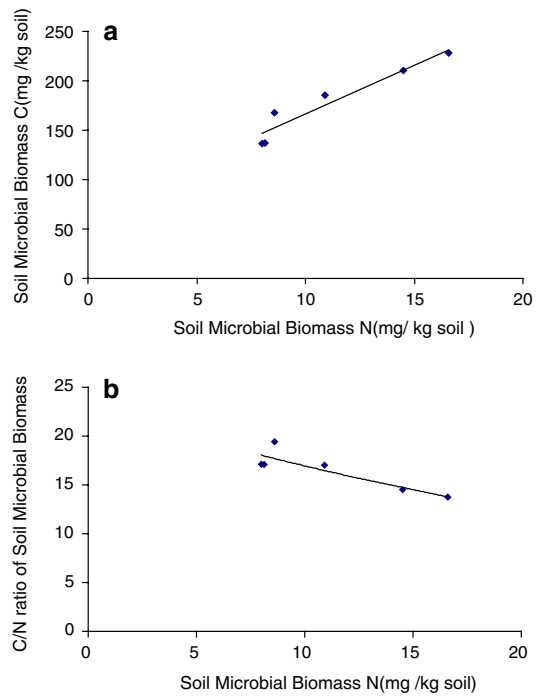 a
Soil Microbial Biomass C(mg /kg soil)
250
200
150
100
50
0
0 5 10 15 20
Soil Microbial Biomass N(mg/ kg soil )
b
C/N ratio of Soil Microbial Biomass
25
20
15
10
5
0
0 5 10 15 20
Soil Microbial Biomass N(mg /kg soil)